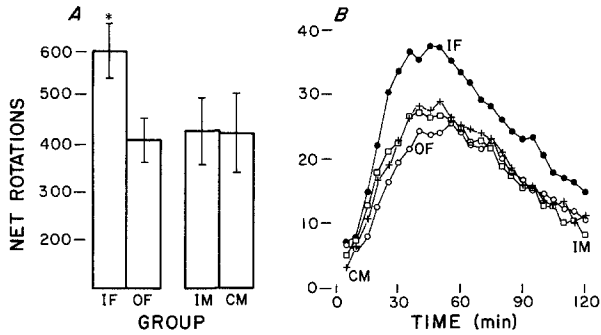 A
*
NET ROTATIONS
600
400
300
200
IF OF IM CM
GROUP
B
40
30
20
10
0
IF
OF
CM
IM
0 30 60 90 120
TIME (min)